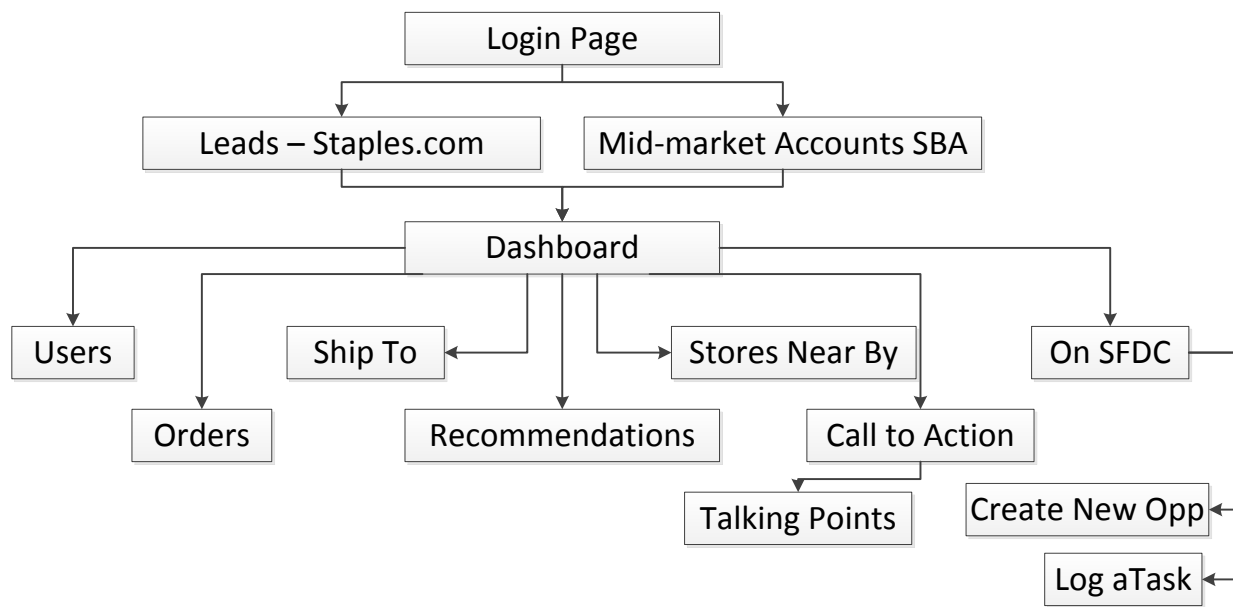 Login Page
Leads – Staples.com
Mid-market Accounts SBA
Dashboard
Users
Ship To
Stores Near By
On SFDC
Orders
Recommendations
Call to Action
Talking Points
Create New Opp
Log aTask